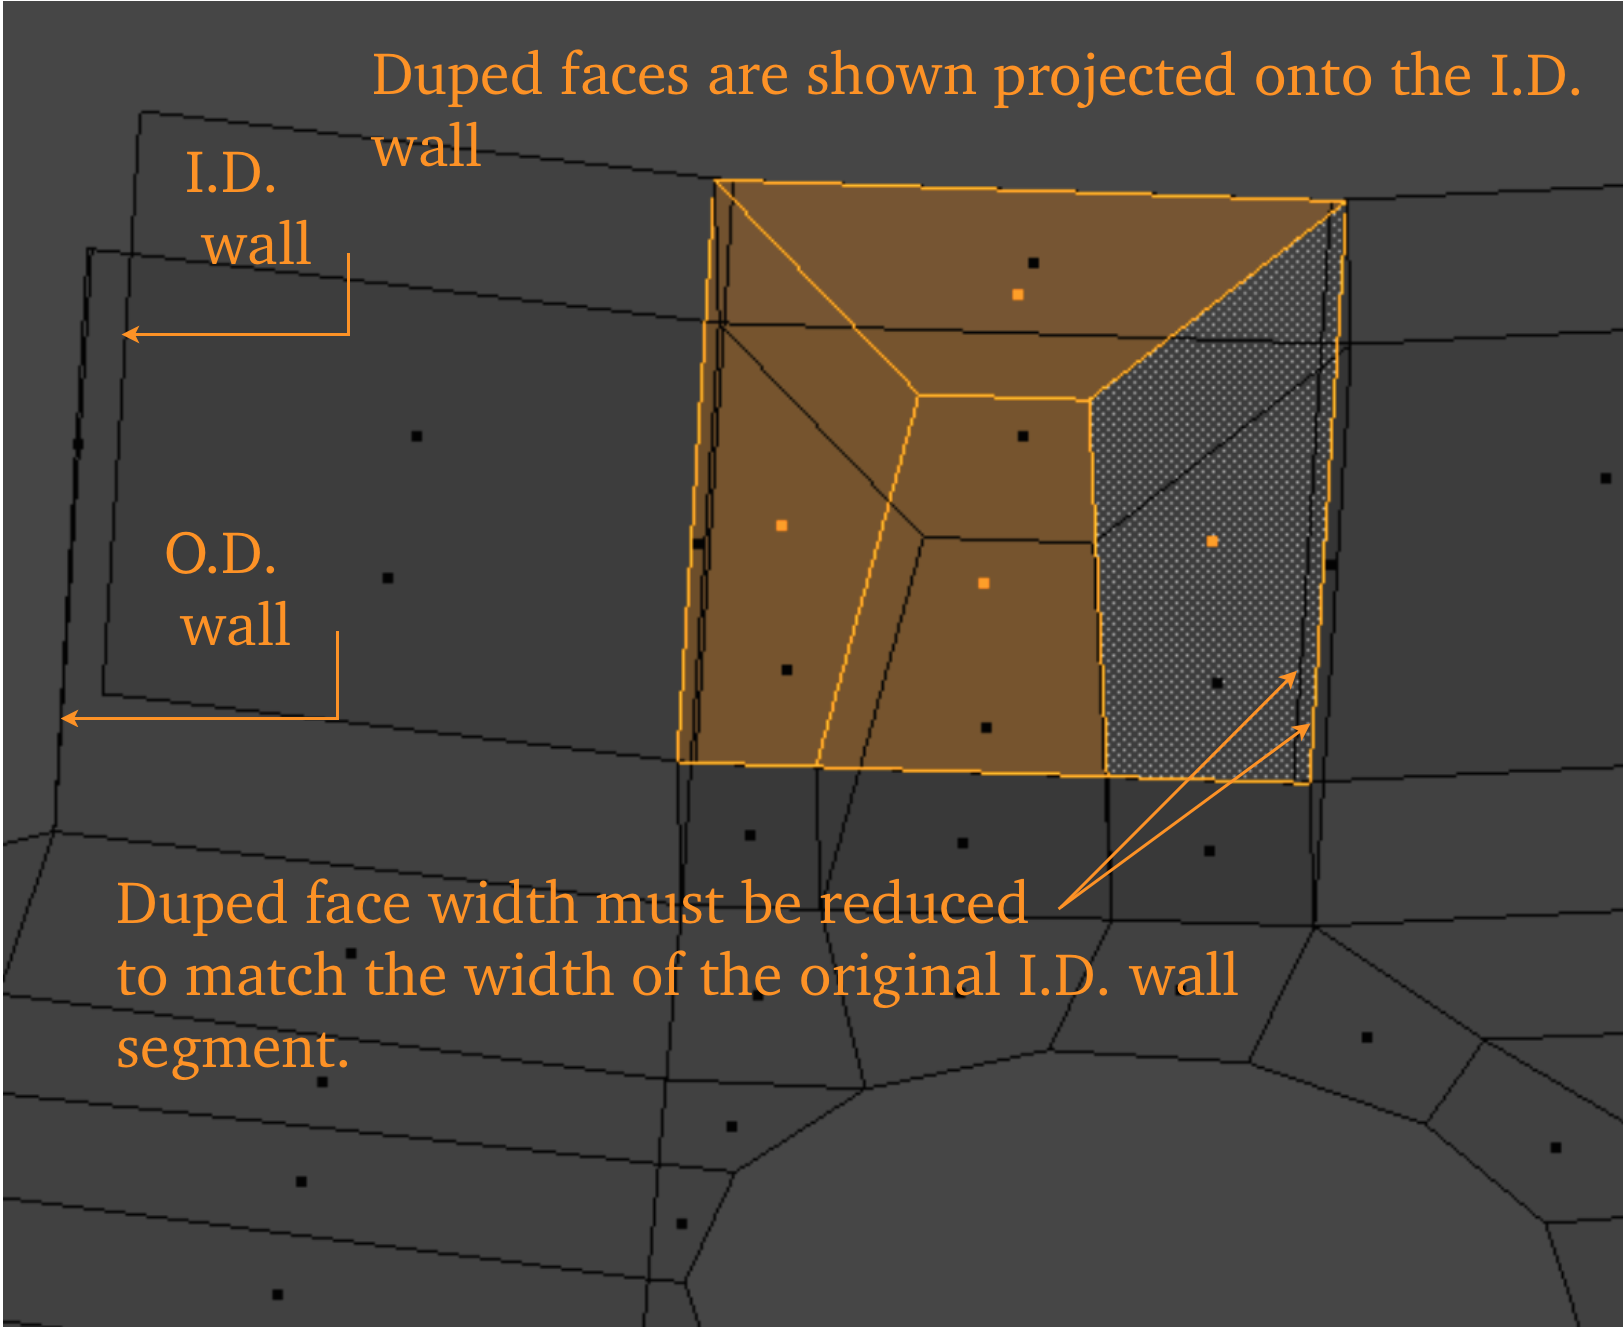 Duped faces are shown projected onto the I.D.
wall
I.D.
wall
O.D.
wall
Duped face width must be reduced
to match the width of the original I.D. wall
segment.